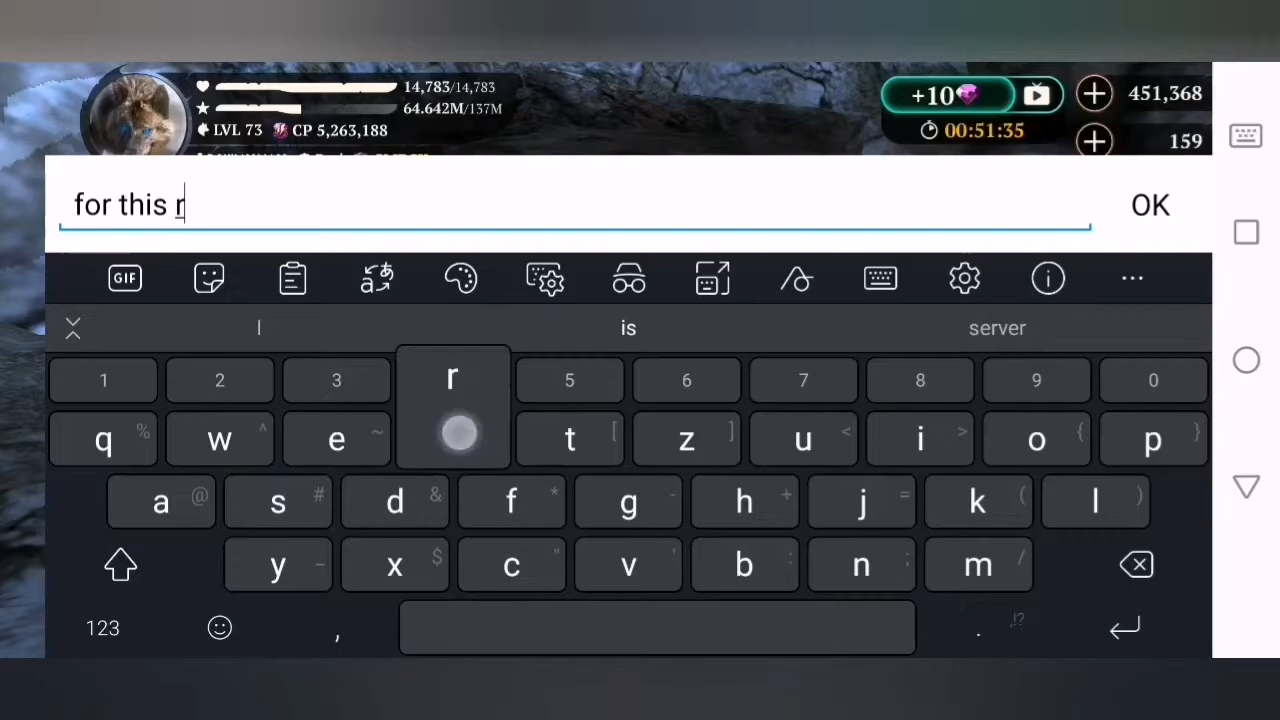 14,783/14,783
64.642M/137M
LVL 73 CP 5,263,188
+10
00:51:35
451,368
159
for this r
OK
GIF
I is server
1 2 3 r 5 6 7 8 9 0
q % w ^ e ~ t [ z ] u < i > o { p }
a @ s # d & f * g - h + j = k ( l )
y _ x $ c " v ' b : n ; m /
123 , . ,!?